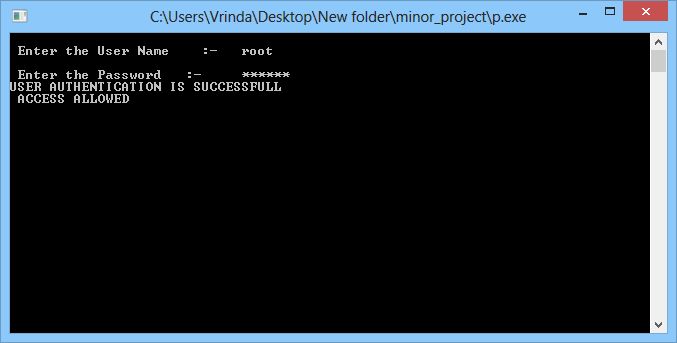 C:\Users\Vrinda\Desktop\New folder\minor_project\p.exe
Enter the User Name :- root
Enter the Password :- ******
USER AUTHENTICATION IS SUCCESSFULL
ACCESS ALLOWED